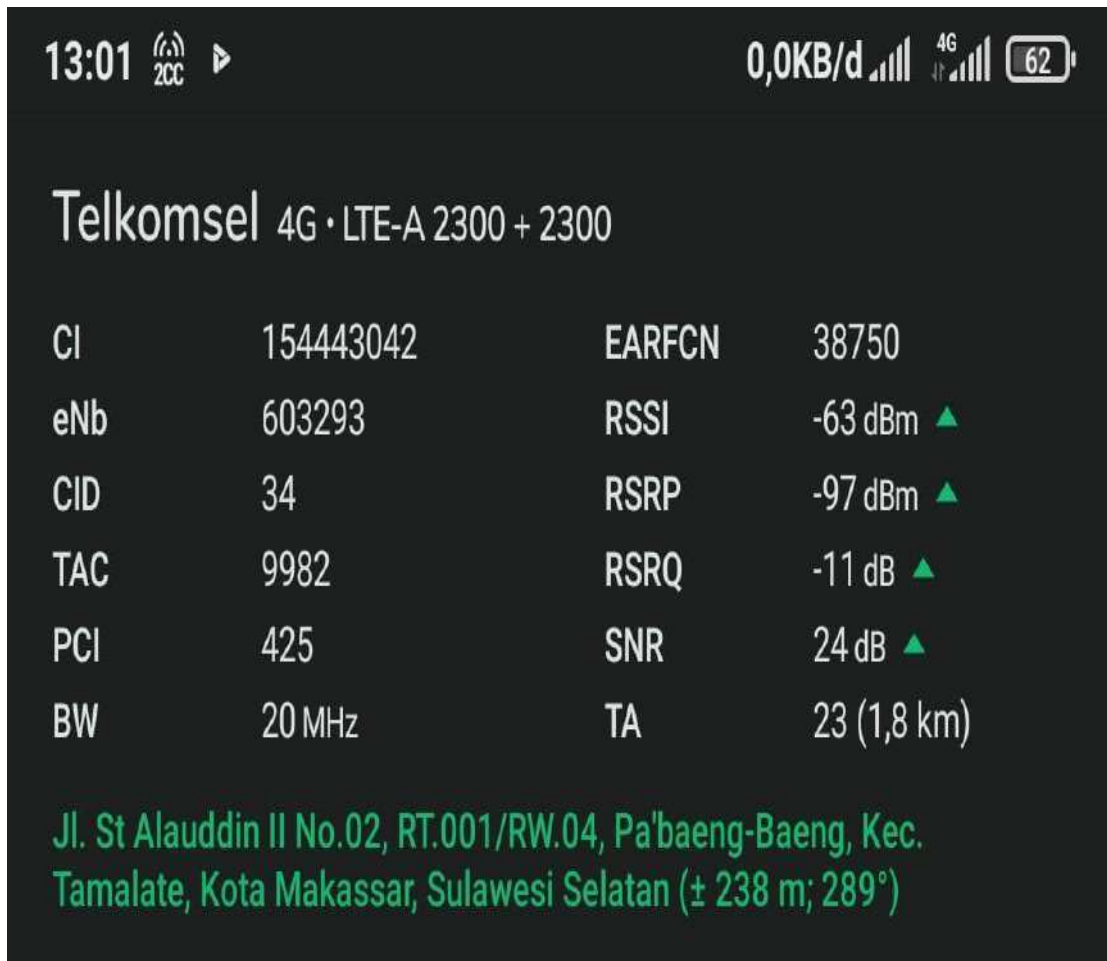 13:01 2CC 0,0KB/d 4G 62
Telkomsel 4G · LTE-A 2300 + 2300
CI 154443042 EARFCN 38750
eNb 603293 RSSI -63 dBm ▲
CID 34 RSRP -97 dBm ▲
TAC 9982 RSRQ -11 dB ▲
PCI 425 SNR 24 dB ▲
BW 20 MHz TA 23 (1,8 km)
Jl. St Alauddin II No.02, RT.001/RW.04, Pa'baeng-Baeng, Kec.
Tamalate, Kota Makassar, Sulawesi Selatan (± 238 m; 289°)